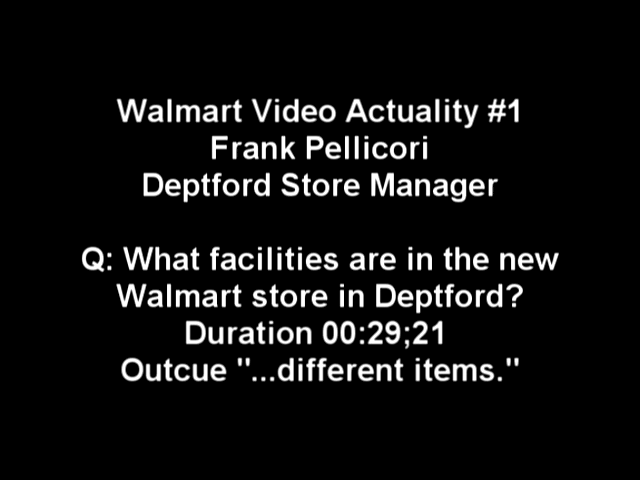 Walmart Video Actuality #1
Frank Pellicori
Deptford Store Manager
Q: What facilities are in the new
Walmart store in Deptford?
Duration 00:29;21
Outcue "...different items."